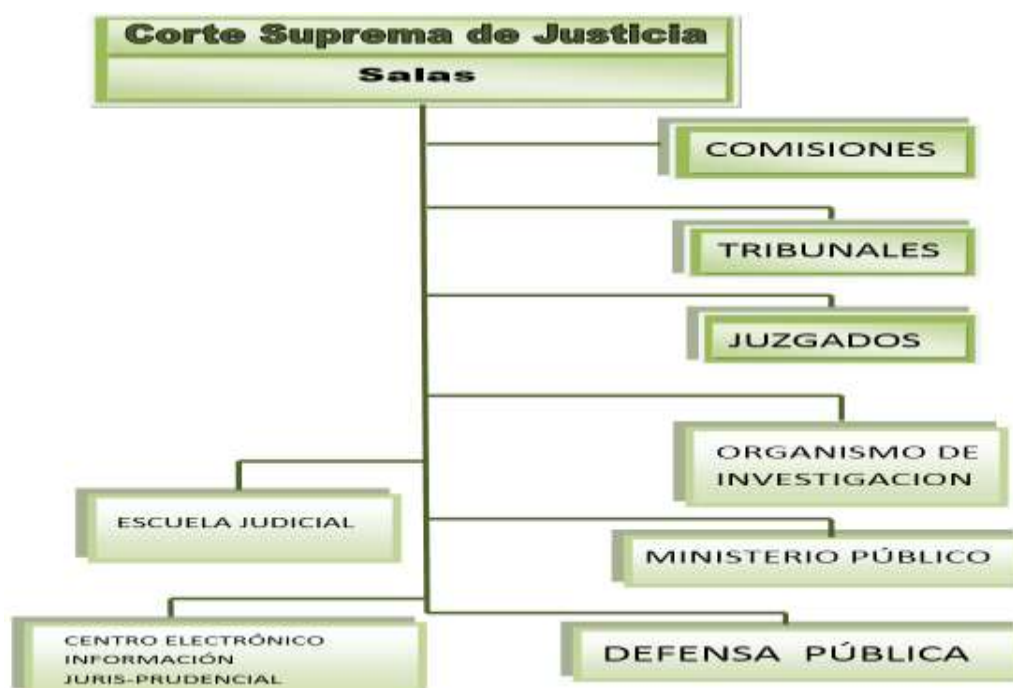 Corte Suprema de Justicia
Salas
COMISIONES
TRIBUNALES
JUZGADOS
ORGANISMO DE
INVESTIGACION
ESCUELA JUDICIAL
MINISTERIO PÚBLICO
CENTRO ELECTRÓNICO
INFORMACIÓN
JURIS-PRUDENCIAL
DEFENSA PÚBLICA